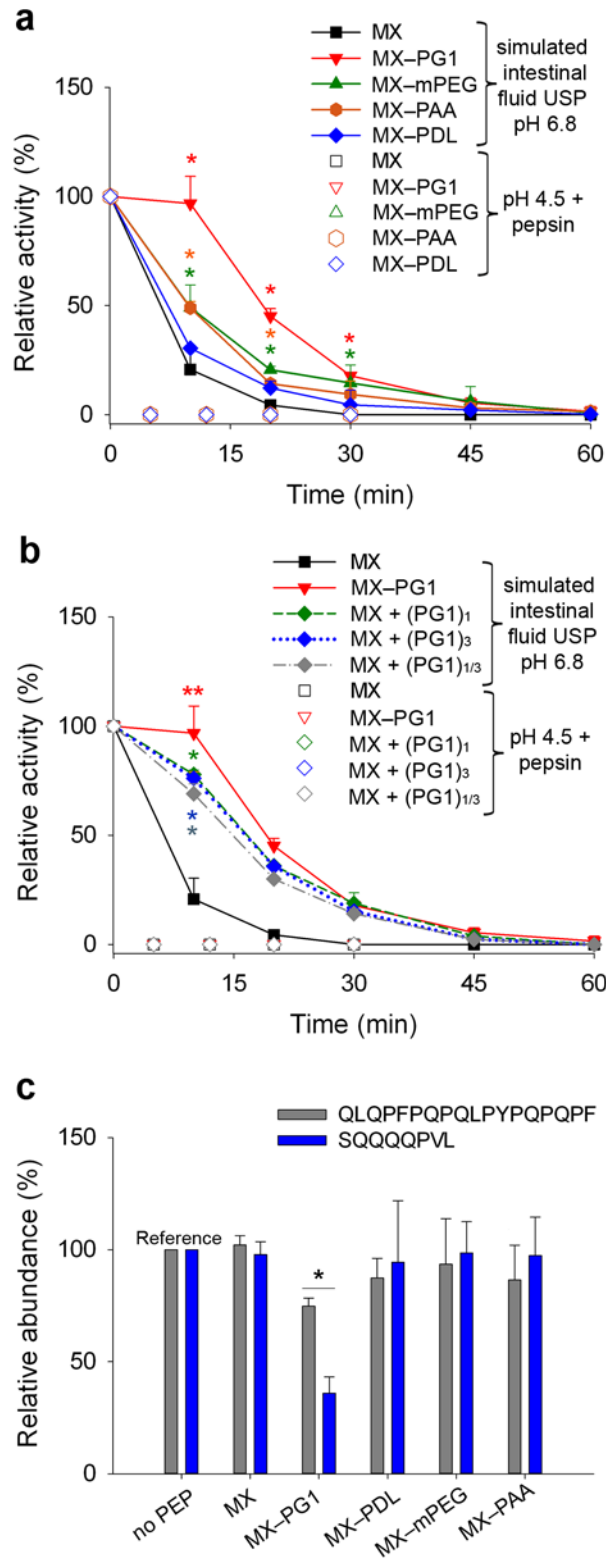 a
MX
MX–PG1
MX–mPEG
MX–PAA
MX–PDL
simulated
intestinal
fluid USP
pH 6.8
MX
MX–PG1
MX–mPEG
MX–PAA
MX–PDL
pH 4.5 +
pepsin
Relative activity (%)
150
100
50
0
* * * * * * * *
0 15 30 45 60
Time (min)
b
MX
MX–PG1
MX + (PG1)1
MX + (PG1)3
MX + (PG1)1/3
simulated
intestinal
fluid USP
pH 6.8
MX
MX–PG1
MX + (PG1)1
MX + (PG1)3
MX + (PG1)1/3
pH 4.5 +
pepsin
Relative activity (%)
150
100
50
0
**
*
*
*
0 15 30 45 60
Time (min)
c
QLQPFPQPQLPYPQPQPF
SQQQQPVL
Relative abundance (%)
150
100
50
0
Reference
*
no PEP
MX
MX–PG1
MX–PDL
MX–mPEG
MX–PAA